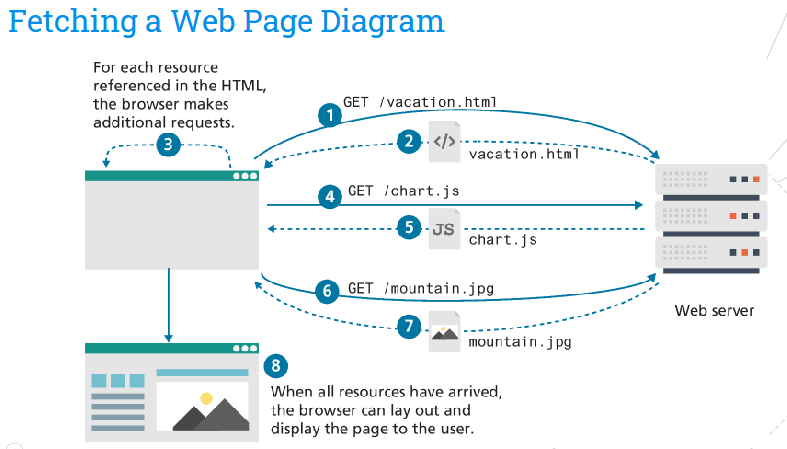 Fetching a Web Page Diagram
For each resource
referenced in the HTML,
the browser makes
additional requests.
3
1
GET /vacation.html
2
</>
vacation.html
4
GET /chart.js
5
JS
chart.js
6
GET /mountain.jpg
7
mountain.jpg
Web server
8
When all resources have arrived,
the browser can lay out and
display the page to the user.